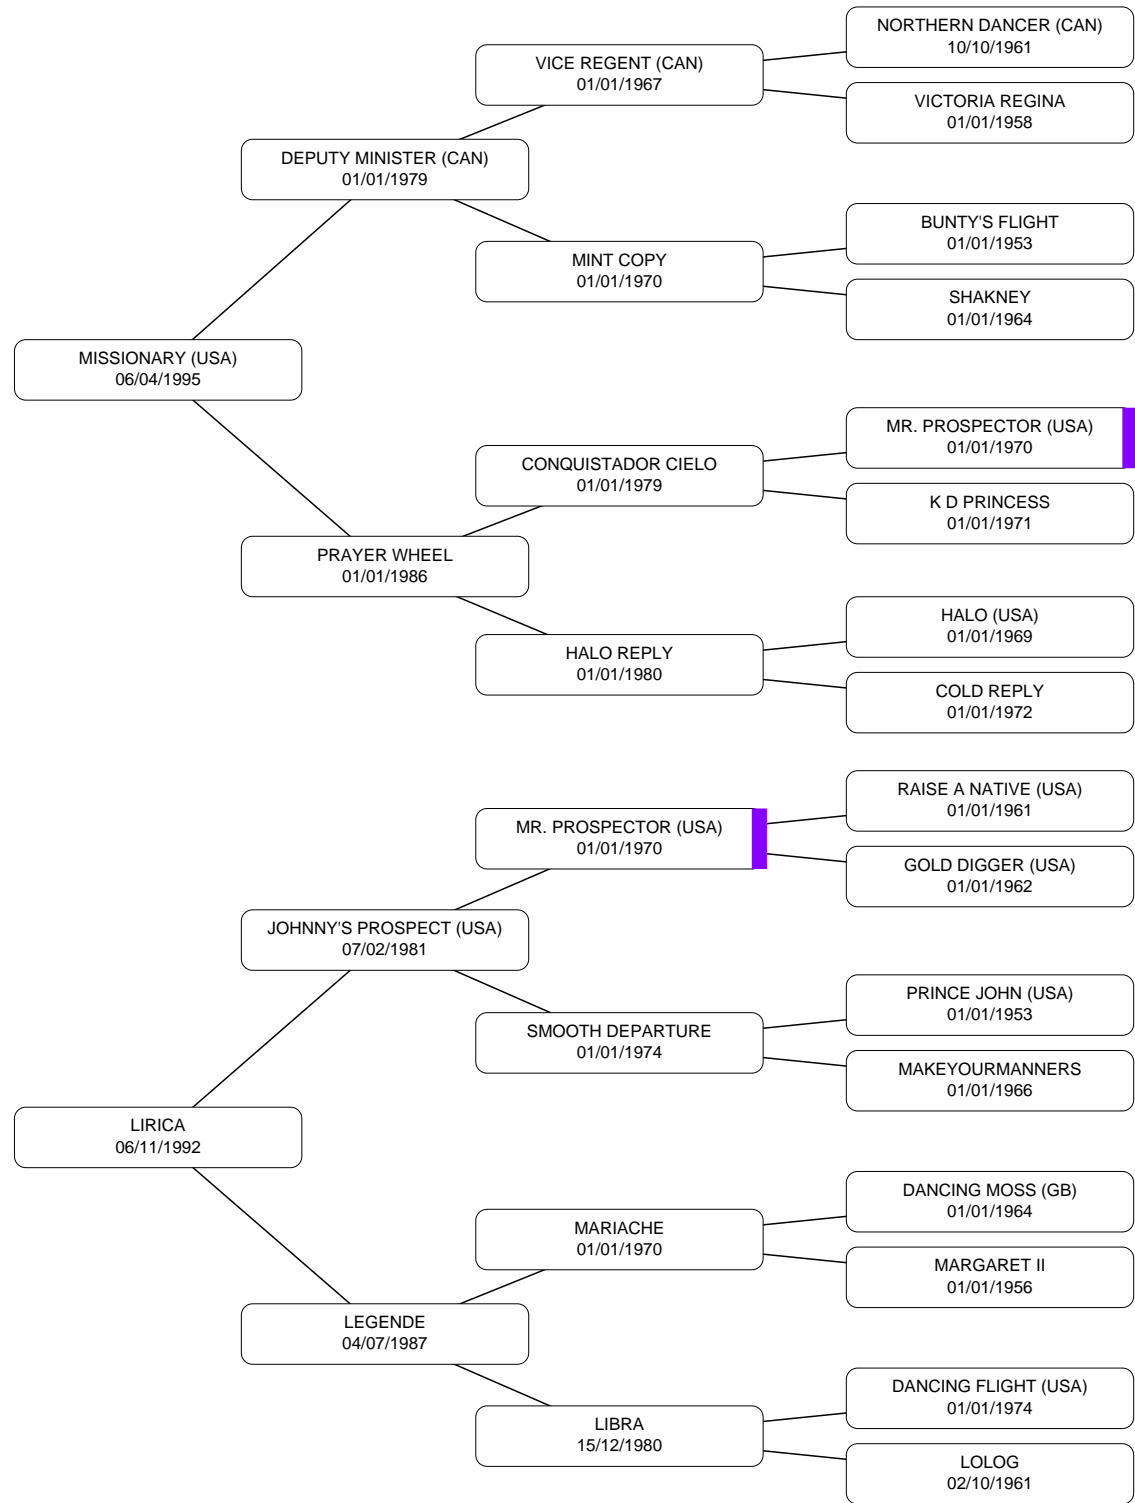 NORTHERN DANCER (CAN)
10/10/1961
VICE REGENT (CAN)
01/01/1967
VICTORIA REGINA
01/01/1958
DEPUTY MINISTER (CAN)
01/01/1979
BUNTY'S FLIGHT
01/01/1953
MINT COPY
01/01/1970
SHAKNEY
01/01/1964
MISSIONARY (USA)
06/04/1995
MR. PROSPECTOR (USA)
01/01/1970
CONQUISTADOR CIELO
01/01/1979
K D PRINCESS
01/01/1971
PRAYER WHEEL
01/01/1986
HALO (USA)
01/01/1969
HALO REPLY
01/01/1980
COLD REPLY
01/01/1972
RAISE A NATIVE (USA)
01/01/1961
MR. PROSPECTOR (USA)
01/01/1970
GOLD DIGGER (USA)
01/01/1962
JOHNNY'S PROSPECT (USA)
07/02/1981
PRINCE JOHN (USA)
01/01/1953
SMOOTH DEPARTURE
01/01/1974
MAKEYOURMANNERS
01/01/1966
LIRICA
06/11/1992
DANCING MOSS (GB)
01/01/1964
MARIACHE
01/01/1970
MARGARET II
01/01/1956
LEGENDE
04/07/1987
DANCING FLIGHT (USA)
01/01/1974
LIBRA
15/12/1980
LOLOG
02/10/1961